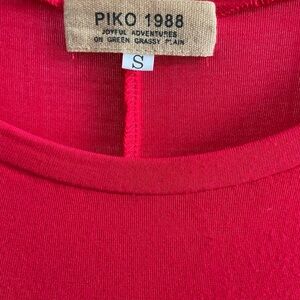 PIKO 1988
JOYFUL ADVENTURES
ON GREEN GRASSY PLAIN
S